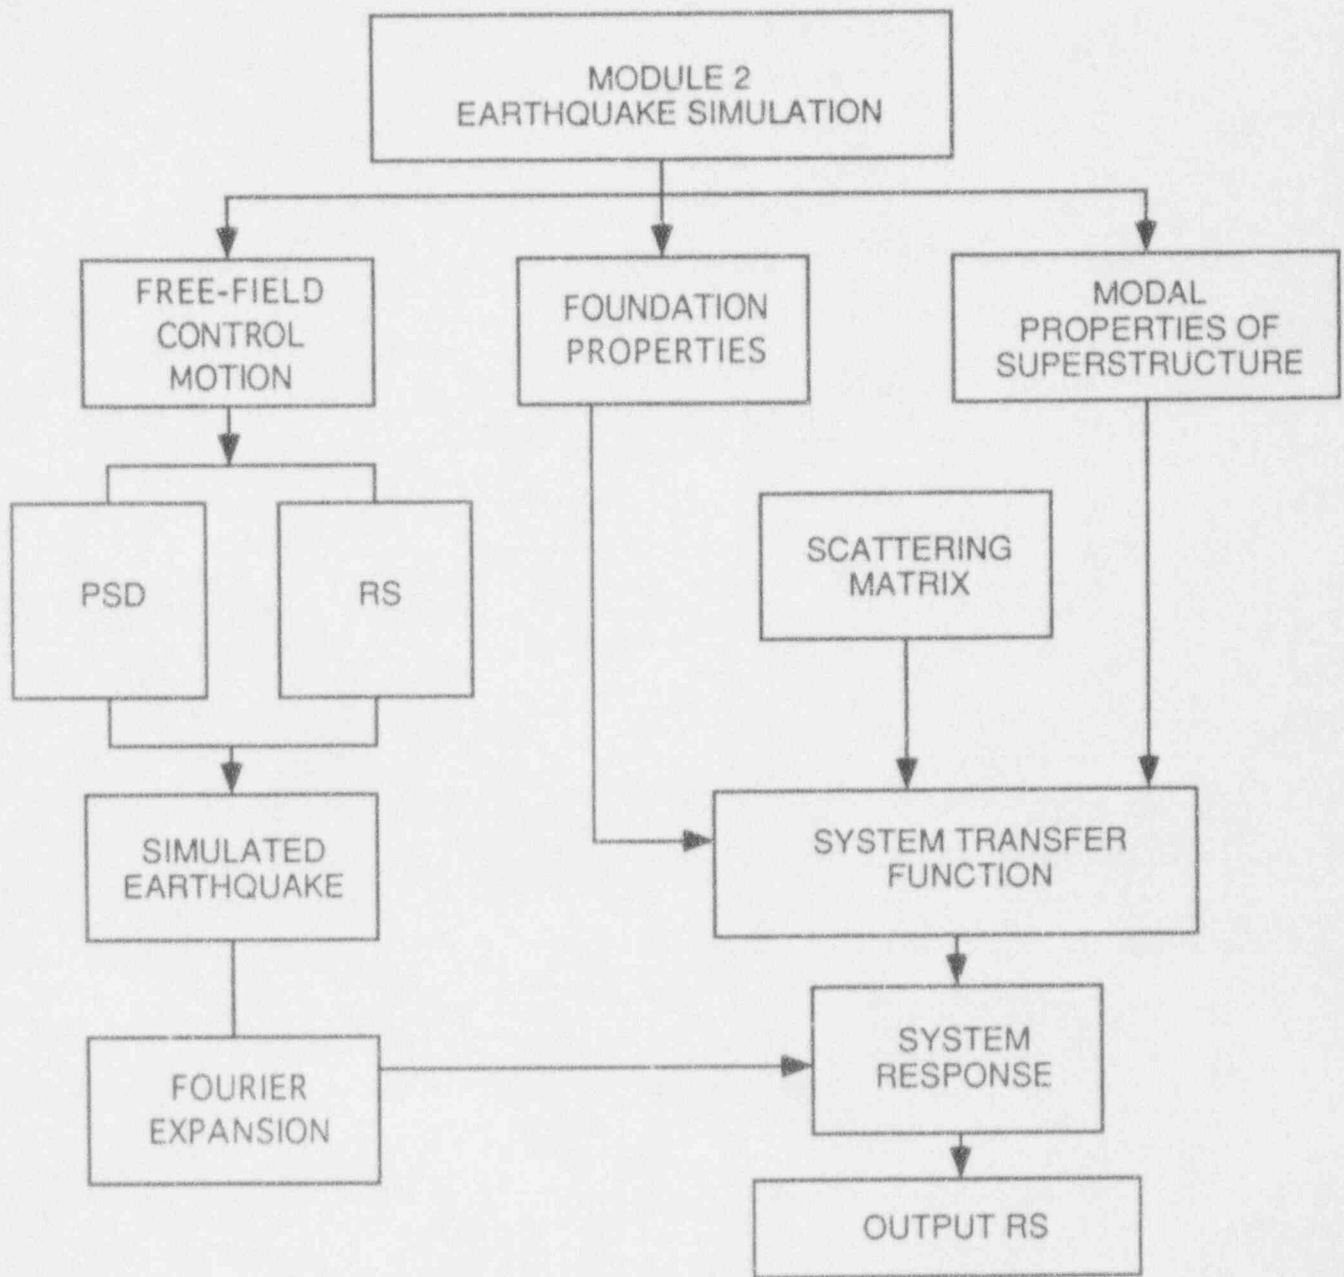 MODULE 2
EARTHQUAKE SIMULATION
FREE-FIELD
CONTROL
MOTION
FOUNDATION
PROPERTIES
MODAL
PROPERTIES OF
SUPERSTRUCTURE
PSD
RS
SCATTERING
MATRIX
SIMULATED
EARTHQUAKE
SYSTEM TRANSFER
FUNCTION
FOURIER
EXPANSION
SYSTEM
RESPONSE
OUTPUT RS